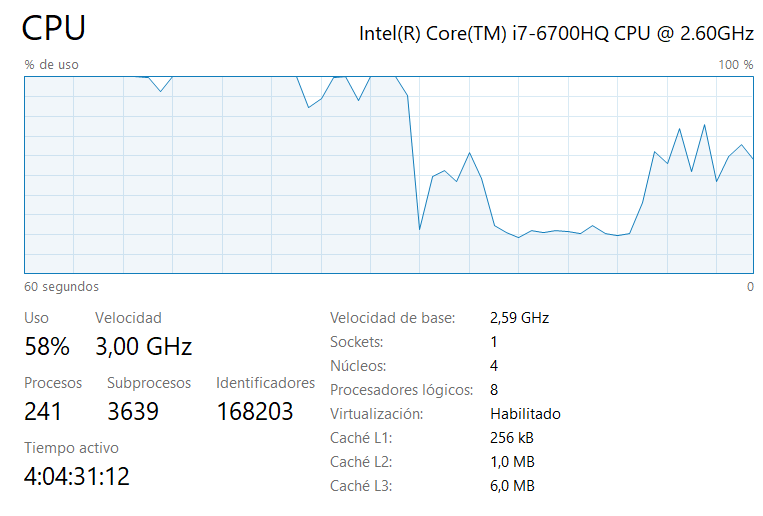 CPU
Intel(R) Core(TM) i7-6700HQ CPU @ 2.60GHz
% de uso
100 %
60 segundos
0
Uso
Velocidad
58%
3,00 GHz
Procesos
Subprocesos
Identificadores
241
3639
168203
Tiempo activo
4:04:31:12
Velocidad de base:
2,59 GHz
Sockets:
1
Núcleos:
4
Procesadores lógicos:
8
Virtualización:
Habilitado
Caché L1:
256 kB
Caché L2:
1,0 MB
Caché L3:
6,0 MB